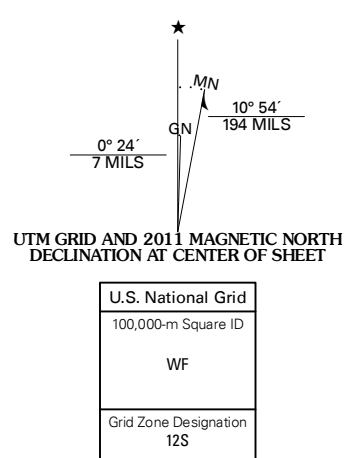 ★
MN
GN
10° 54´
194 MILS
0° 24´
7 MILS
UTM GRID AND 2011 MAGNETIC NORTH
DECLINATION AT CENTER OF SHEET
U.S. National Grid
100,000-m Square ID
WF
Grid Zone Designation
12S